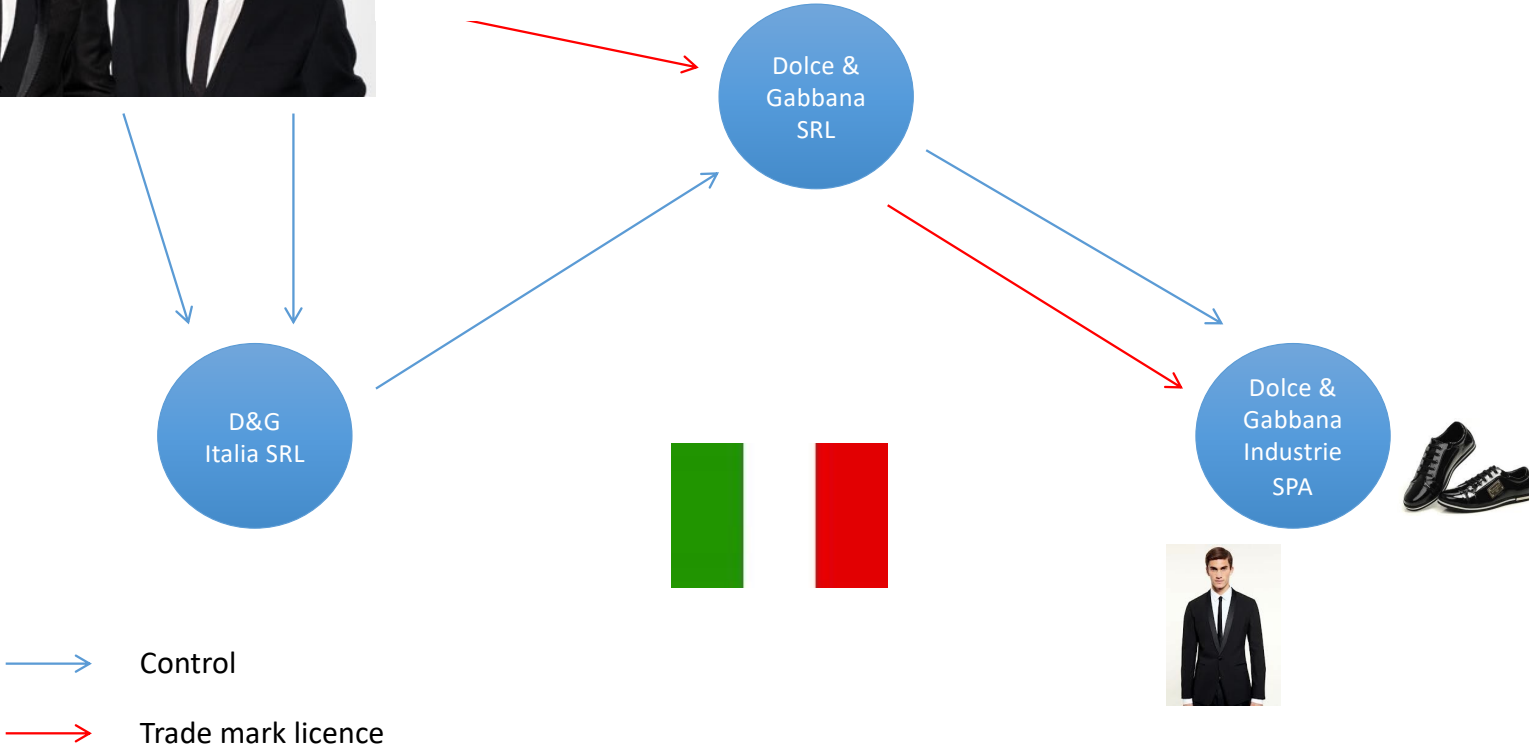 Dolce &
Gabbana
SRL
D&G
Italia SRL
Dolce &
Gabbana
Industrie
SPA
Control
Trade mark licence